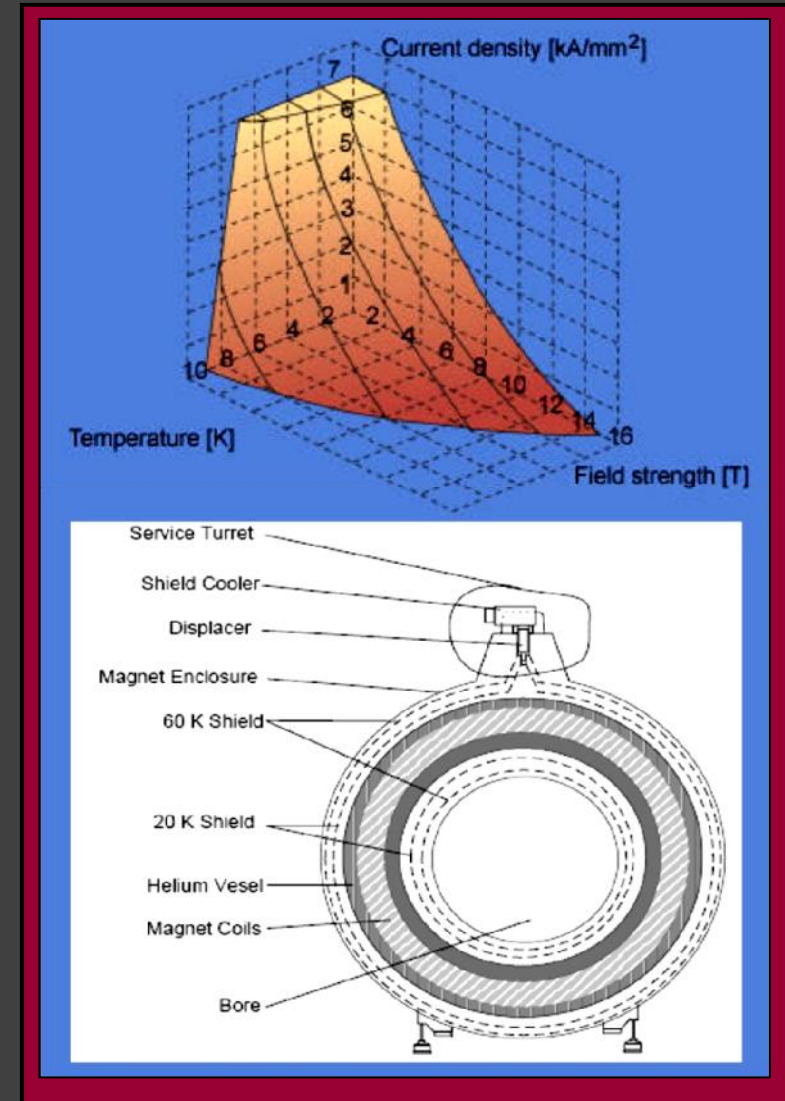 Current density [kA/mm²]
7
6
5
4
3
2
1
10 8 6 4 2 2 4 6 8 10 12 14 16
Temperature [K]
Field strength [T]
Service Turret
Shield Cooler
Displacer
Magnet Enclosure
60 K Shield
20 K Shield
Helium Vesel
Magnet Coils
Bore